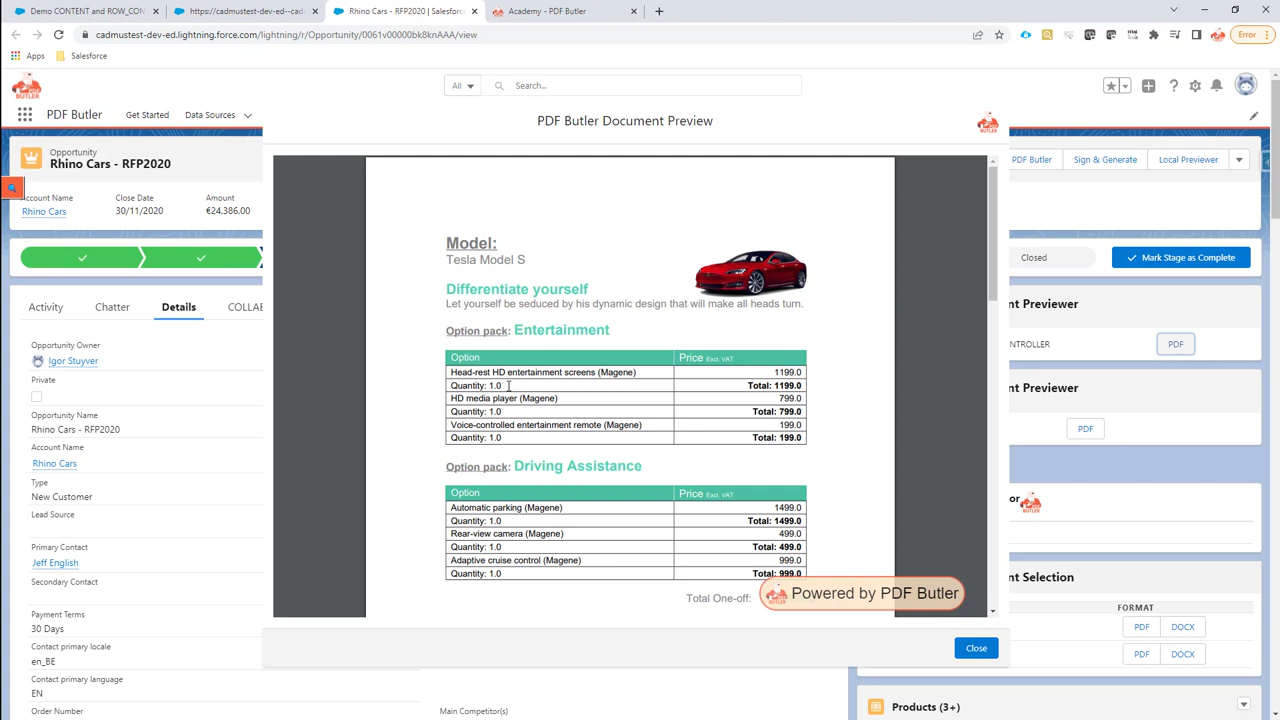 Demo CONTENT and ROW_CON
https://cadmustest-dev-ed--cadm
Rhino Cars - RFP2020 | Salesforc
Academy - PDF Butler
cadmustest-dev-ed.lightning.force.com/lightning/r/Opportunity/0061v00000bk8knAAA/view
Error
Apps
Salesforce
All
Search...
PDF BUTLER
PDF Butler
Get Started
Data Sources
PDF Butler Document Preview
BUTLER
Opportunity
Rhino Cars - RFP2020
PDF Butler
Sign & Generate
Local Previewer
Account Name
Close Date
Amount
Rhino Cars
30/11/2020
€24,386.00
Closed
Mark Stage as Complete
Activity
Chatter
Details
COLLAB
Opportunity Owner
Igor Stuyver
Private
Opportunity Name
Rhino Cars - RFP2020
Account Name
Rhino Cars
Type
New Customer
Lead Source
Primary Contact
Jeff English
Secondary Contact
Payment Terms
30 Days
Contact primary locale
en_BE
Contact primary language
EN
Order Number
Main Competitor(s)
Model:
Tesla Model S
Differentiate yourself
Let yourself be seduced by his dynamic design that will make all heads turn.
Option pack: Entertainment
Option Price Excl. VAT
Head-rest HD entertainment screens (Magene) 1199.0
Quantity: 1.0 Total: 1199.0
HD media player (Magene) 799.0
Quantity: 1.0 Total: 799.0
Voice-controlled entertainment remote (Magene) 199.0
Quantity: 1.0 Total: 199.0
Option pack: Driving Assistance
Option Price Excl. VAT
Automatic parking (Magene) 1499.0
Quantity: 1.0 Total: 1499.0
Rear-view camera (Magene) 499.0
Quantity: 1.0 Total: 499.0
Adaptive cruise control (Magene) 999.0
Quantity: 1.0 Total: 999.0
Total One-off:
Powered by PDF Butler
Close
nt Previewer
ONTROLLER
PDF
nt Previewer
PDF
or
nt Selection
FORMAT
PDF
DOCX
PDF
DOCX
Products (3+)